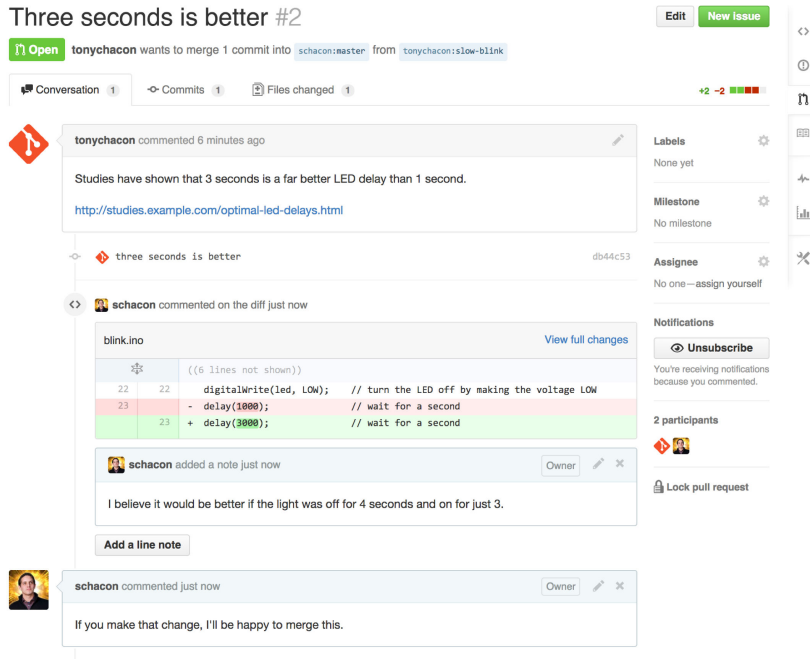 Three seconds is better #2
Edit
New Issue
Open
tonychacon wants to merge 1 commit into schacon:master from tonychacon:slow-blink
Conversation 1
Commits 1
Files changed 1
+2 −2
tonychacon commented 6 minutes ago
Studies have shown that 3 seconds is a far better LED delay than 1 second.
http://studies.example.com/optimal-led-delays.html
three seconds is better
db44c53
schacon commented on the diff just now
blink.ino
View full changes
((6 lines not shown))
22 22 digitalWrite(led, LOW); // turn the LED off by making the voltage LOW
23 - delay(1000); // wait for a second
23 + delay(3000); // wait for a second
schacon added a note just now
Owner
I believe it would be better if the light was off for 4 seconds and on for just 3.
Add a line note
schacon commented just now
Owner
If you make that change, I'll be happy to merge this.
Labels
None yet
Milestone
No milestone
Assignee
No one—assign yourself
Notifications
Unsubscribe
You're receiving notifications
because you commented.
2 participants
Lock pull request